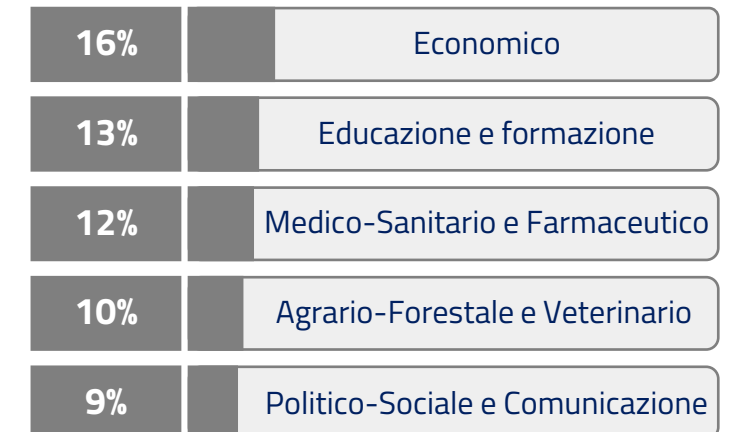 16% Economico
13% Educazione e formazione
12% Medico-Sanitario e Farmaceutico
10% Agrario-Forestale e Veterinario
9% Politico-Sociale e Comunicazione